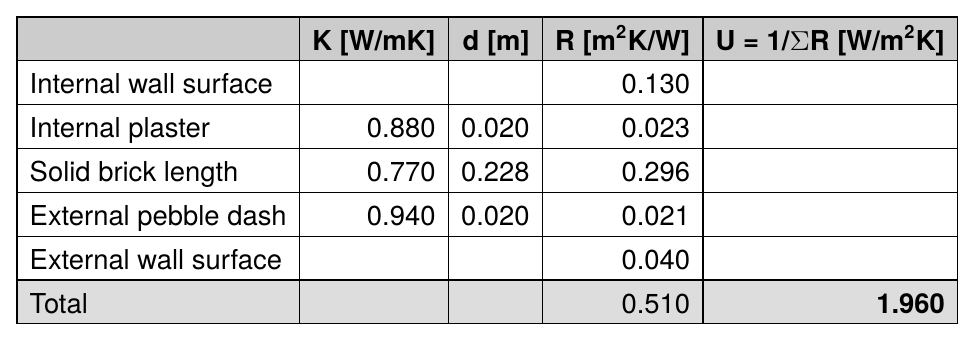 K [W/mK] d [m] R [m²K/W] U = 1/ΣR [W/m²K]
Internal wall surface 0.130
Internal plaster 0.880 0.020 0.023
Solid brick length 0.770 0.228 0.296
External pebble dash 0.940 0.020 0.021
External wall surface 0.040
Total 0.510 1.960